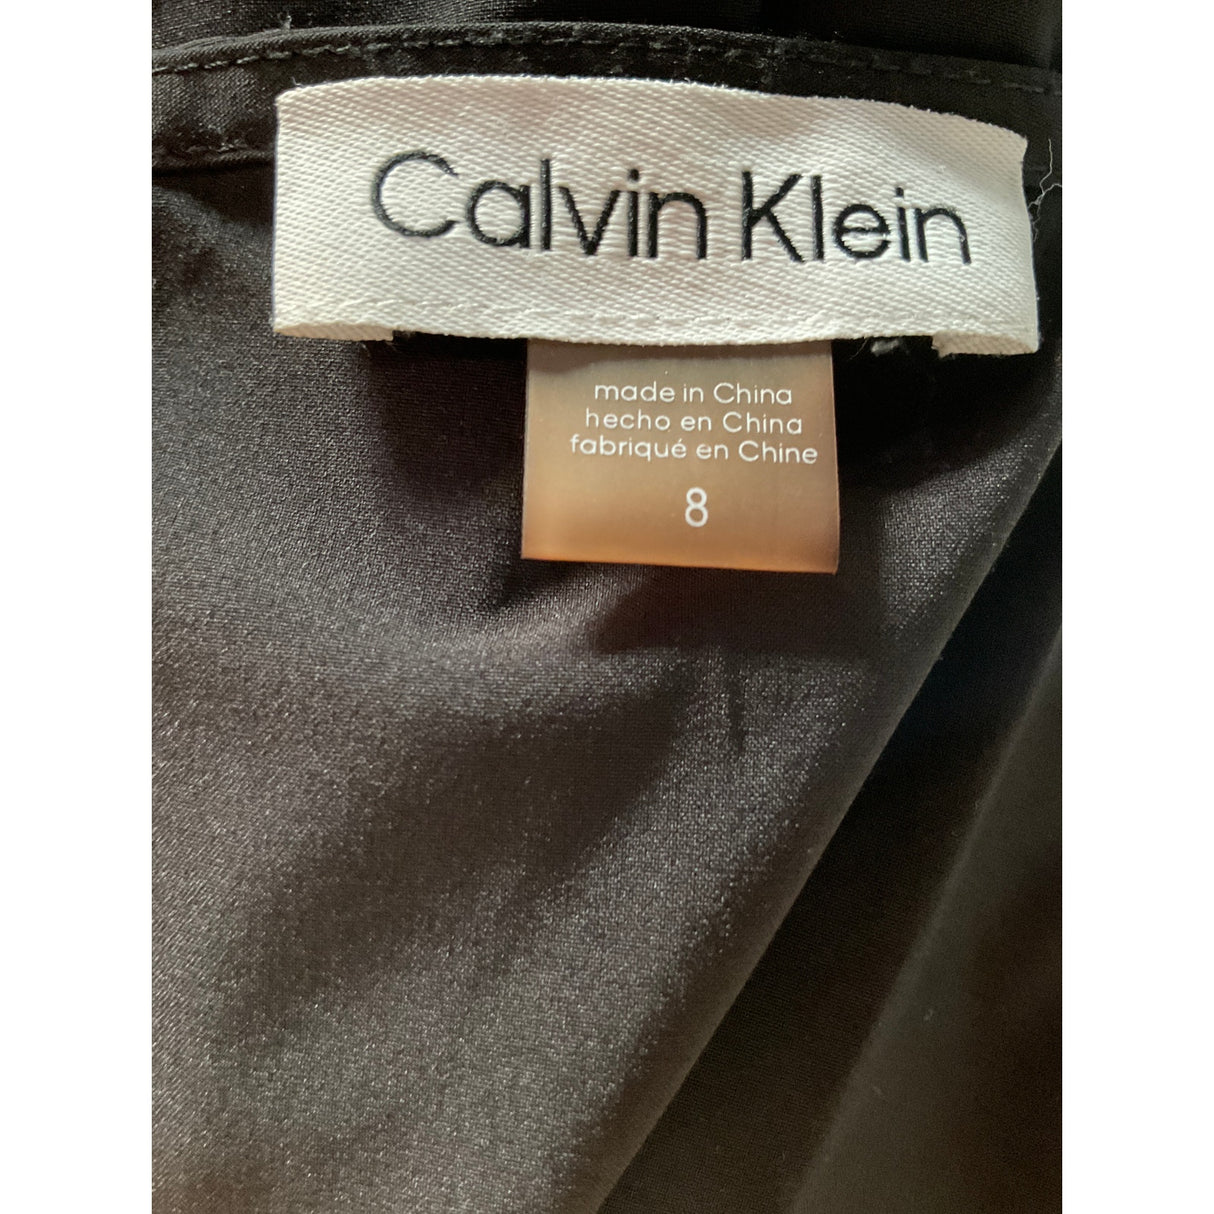 Calvin Klein
made in China
hecho en China
fabriqué en Chine
8